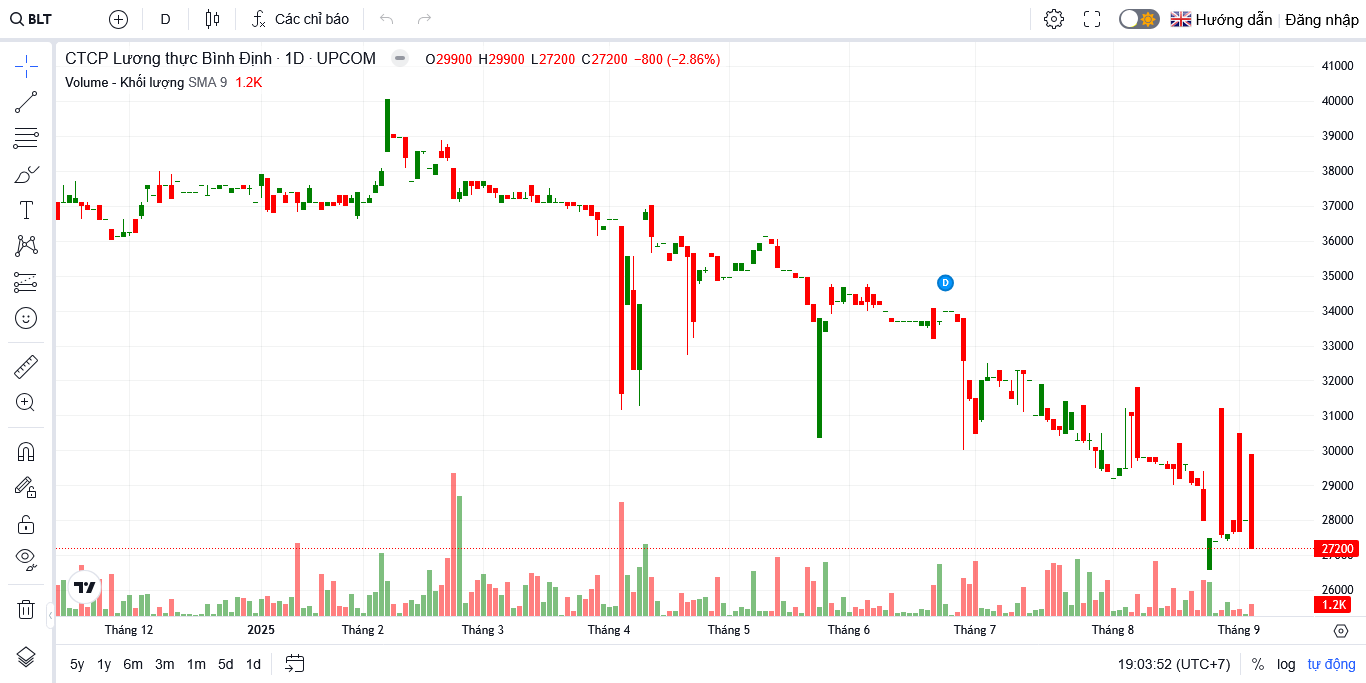 BLT D Các chỉ báo Hướng dẫn Đăng nhập
CTCP Lương thực Bình Định · 1D · UPCOM O29900 H29900 L27200 C27200 −800 (−2.86%)
Volume - Khối lượng SMA 9 1.2K
41000
40000
39000
38000
37000
36000
35000
34000
33000
32000
31000
30000
29000
28000
27200
27000
26000
1.2K
D
Tháng 12 2025 Tháng 2 Tháng 3 Tháng 4 Tháng 5 Tháng 6 Tháng 7 Tháng 8 Tháng 9
5y 1y 6m 3m 1m 5d 1d 19:03:52 (UTC+7) % log tự động